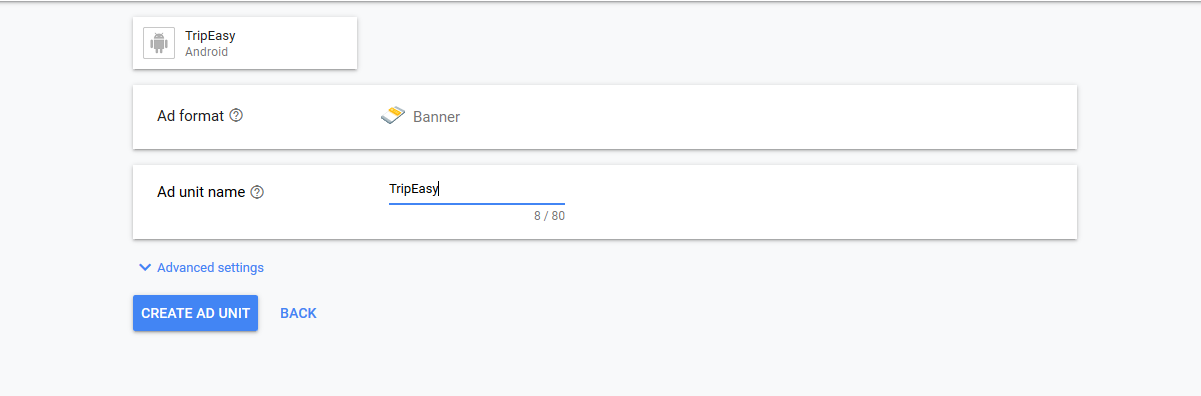 TripEasy
Android
Ad format
Banner
Ad unit name
TripEasy
8 / 80
Advanced settings
CREATE AD UNIT BACK